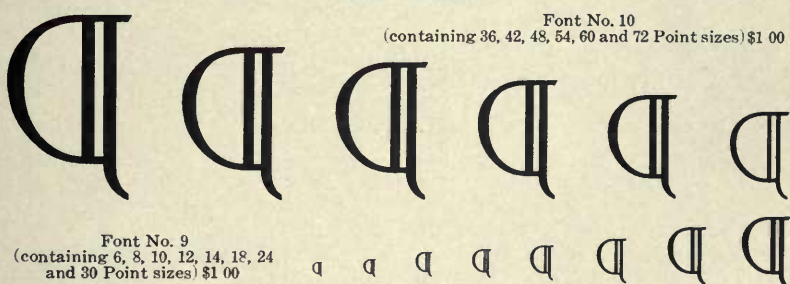 Font No. 10
(containing 36, 42, 48, 54, 60 and 72 Point sizes) $1 00
¶ ¶ ¶ ¶ ¶ ¶
Font No. 9
(containing 6, 8, 10, 12, 14, 18, 24
and 30 Point sizes) $1 00
¶ ¶ ¶ ¶ ¶ ¶ ¶ ¶